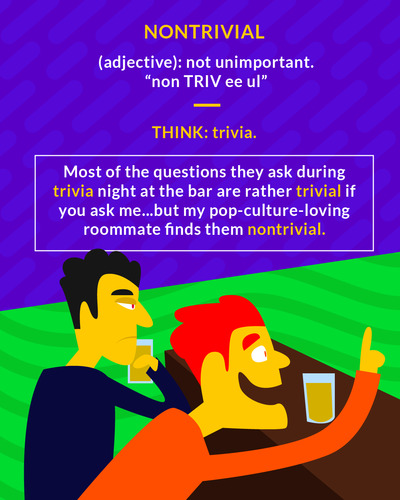 NONTRIVIAL
(adjective): not unimportant.
“non TRIV ee ul”
THINK: trivia.
Most of the questions they ask during
trivia night at the bar are rather trivial if
you ask me...but my pop-culture-loving
roommate finds them nontrivial.